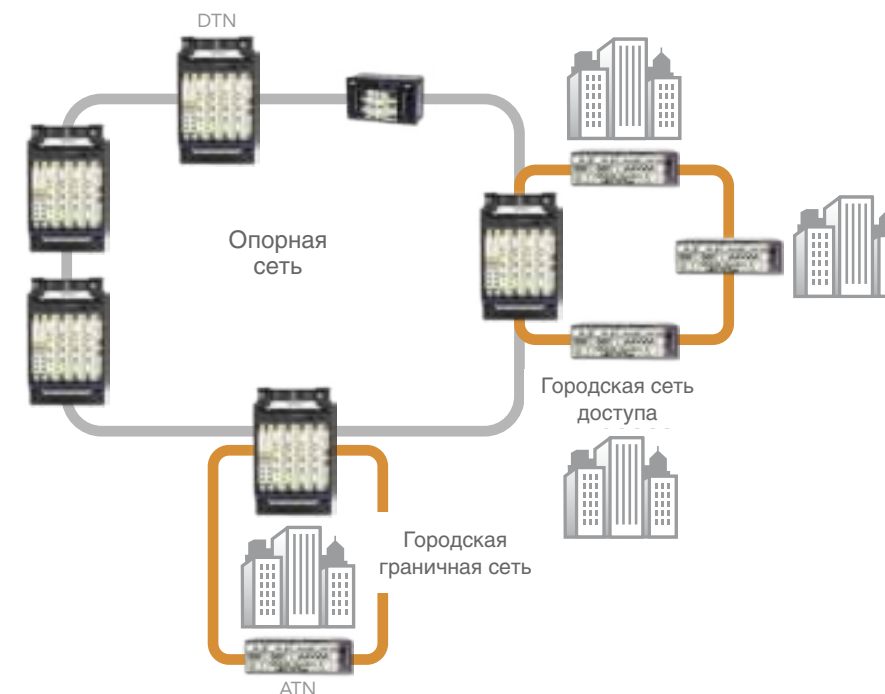 DTN
Опорная
сеть
Городская сеть
доступа
Городская
граничная сеть
ATN